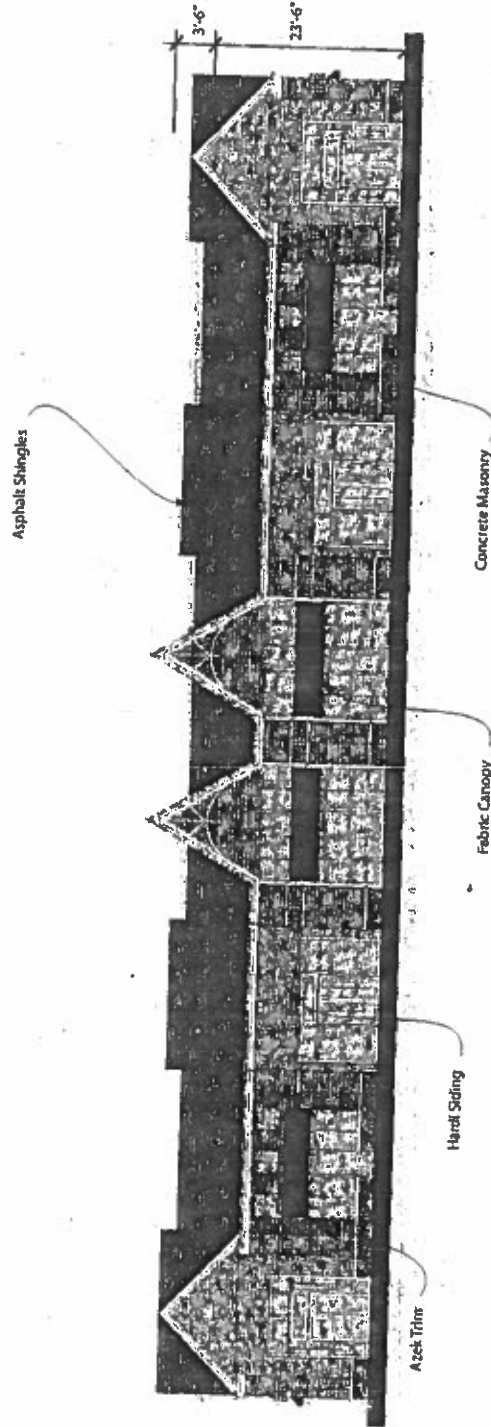 3'-6"
23'-6"
Asphalt Shingles
Azek Trim
Hardi Siding
Fabric Canopy
Concrete Masonry